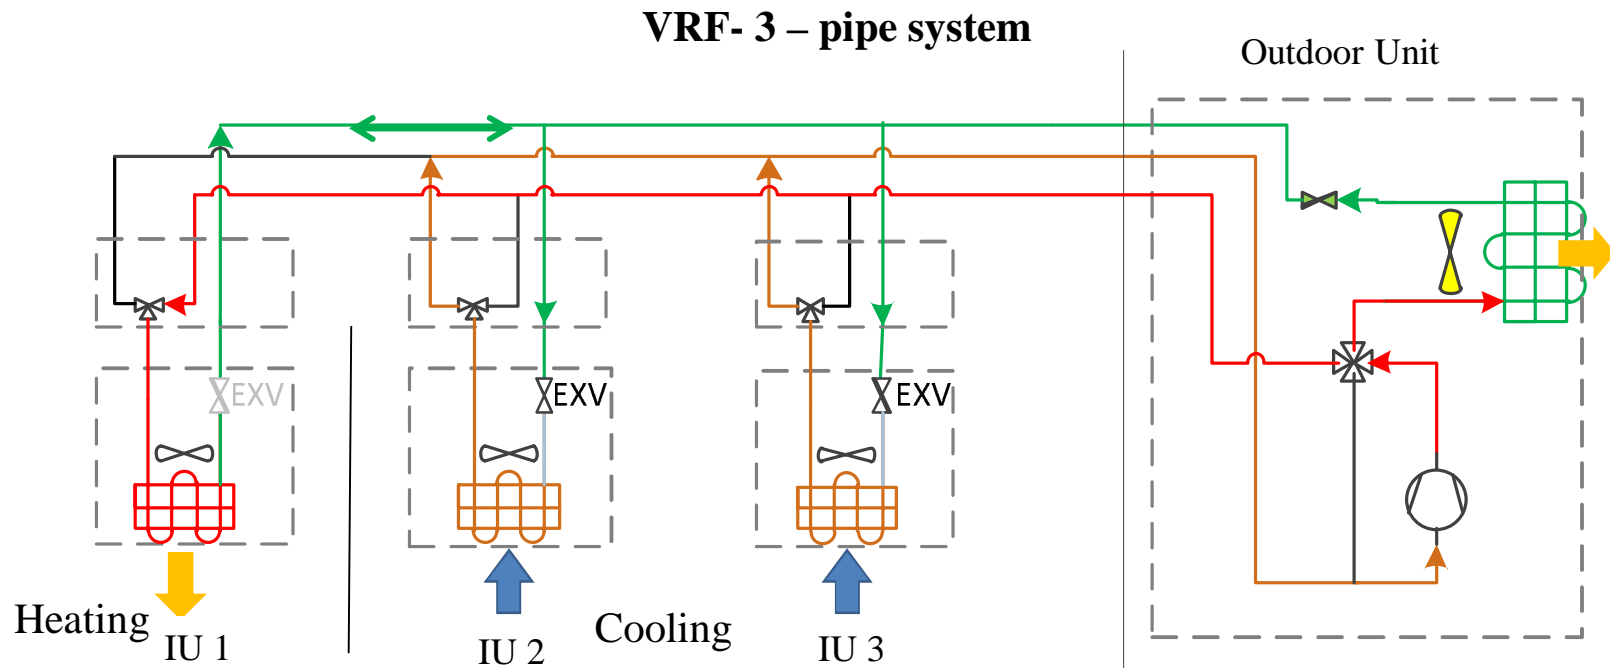 VRF- 3 – pipe system
Outdoor Unit
EXV
EXV
EXV
Heating
IU 1
IU 2
Cooling
IU 3